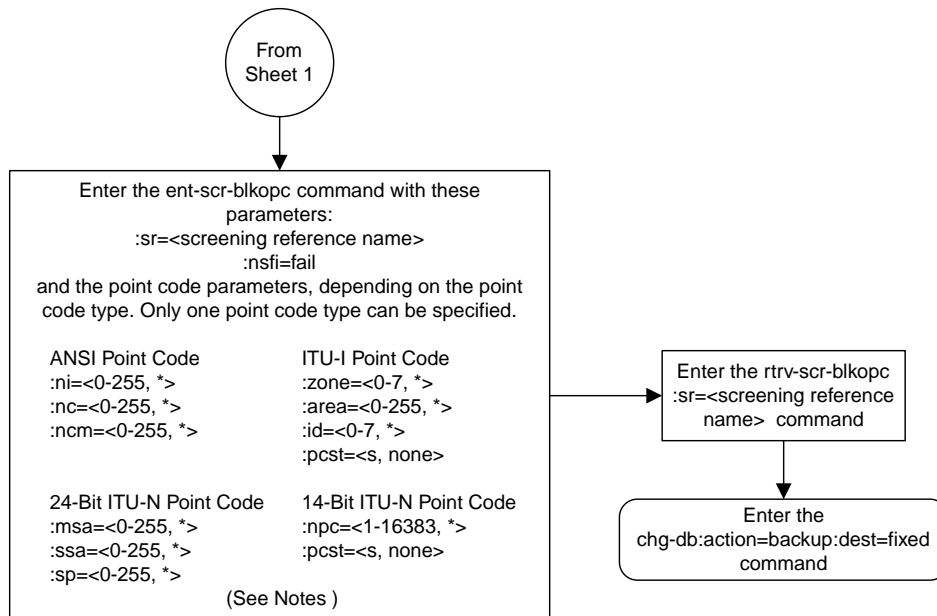 From
Sheet 1
Enter the ent-scr-blkopc command with these
parameters:
:sr=<screening reference name>
:nsfi=fail
and the point code parameters, depending on the point
code type. Only one point code type can be specified.
ANSI Point Code
:ni=<0-255, *>
:nc=<0-255, *>
:ncm=<0-255, *>
ITU-I Point Code
:zone=<0-7, *>
:area=<0-255, *>
:id=<0-7, *>
:pcst=<s, none>
24-Bit ITU-N Point Code
:msa=<0-255, *>
:ssa=<0-255, *>
:sp=<0-255, *>
14-Bit ITU-N Point Code
:npc=<1-16383, *>
:pcst=<s, none>
(See Notes )
Enter the rtrv-scr-blkopc
:sr=<screening reference
name>  command
Enter the
chg-db:action=backup:dest=fixed
command